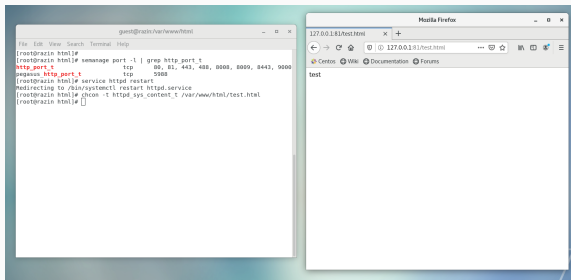 guest@razin:/var/www/html
File Edit View Search Terminal Help
[root@razin html]#
[root@razin html]# semanage port -l | grep http_port_t
http_port_t tcp 80, 81, 443, 488, 8008, 8009, 8443, 9000
pegasus_http_port_t tcp 5988
[root@razin html]# service httpd restart
Redirecting to /bin/systemctl restart httpd.service
[root@razin html]# chcon -t httpd_sys_content_t /var/www/html/test.html
[root@razin html]#
Mozilla Firefox
127.0.0.1:81/test.html
127.0.0.1:81/test.html
CentOS Wiki Documentation Forums
test